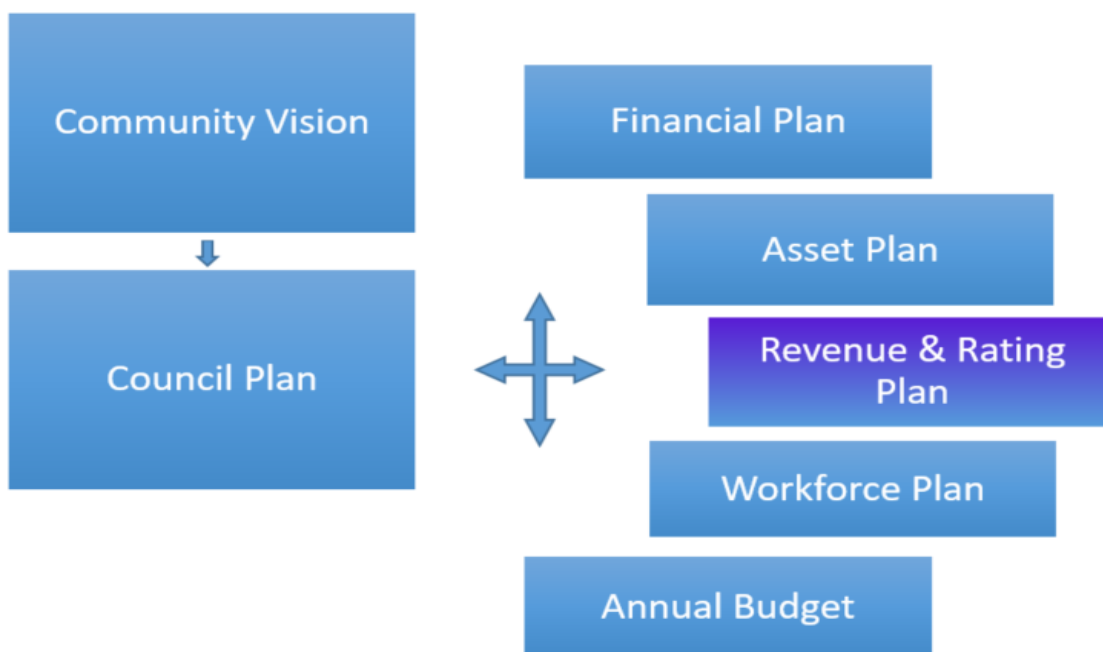 Community Vision
Council Plan
Financial Plan
Asset Plan
Revenue & Rating
Plan
Workforce Plan
Annual Budget